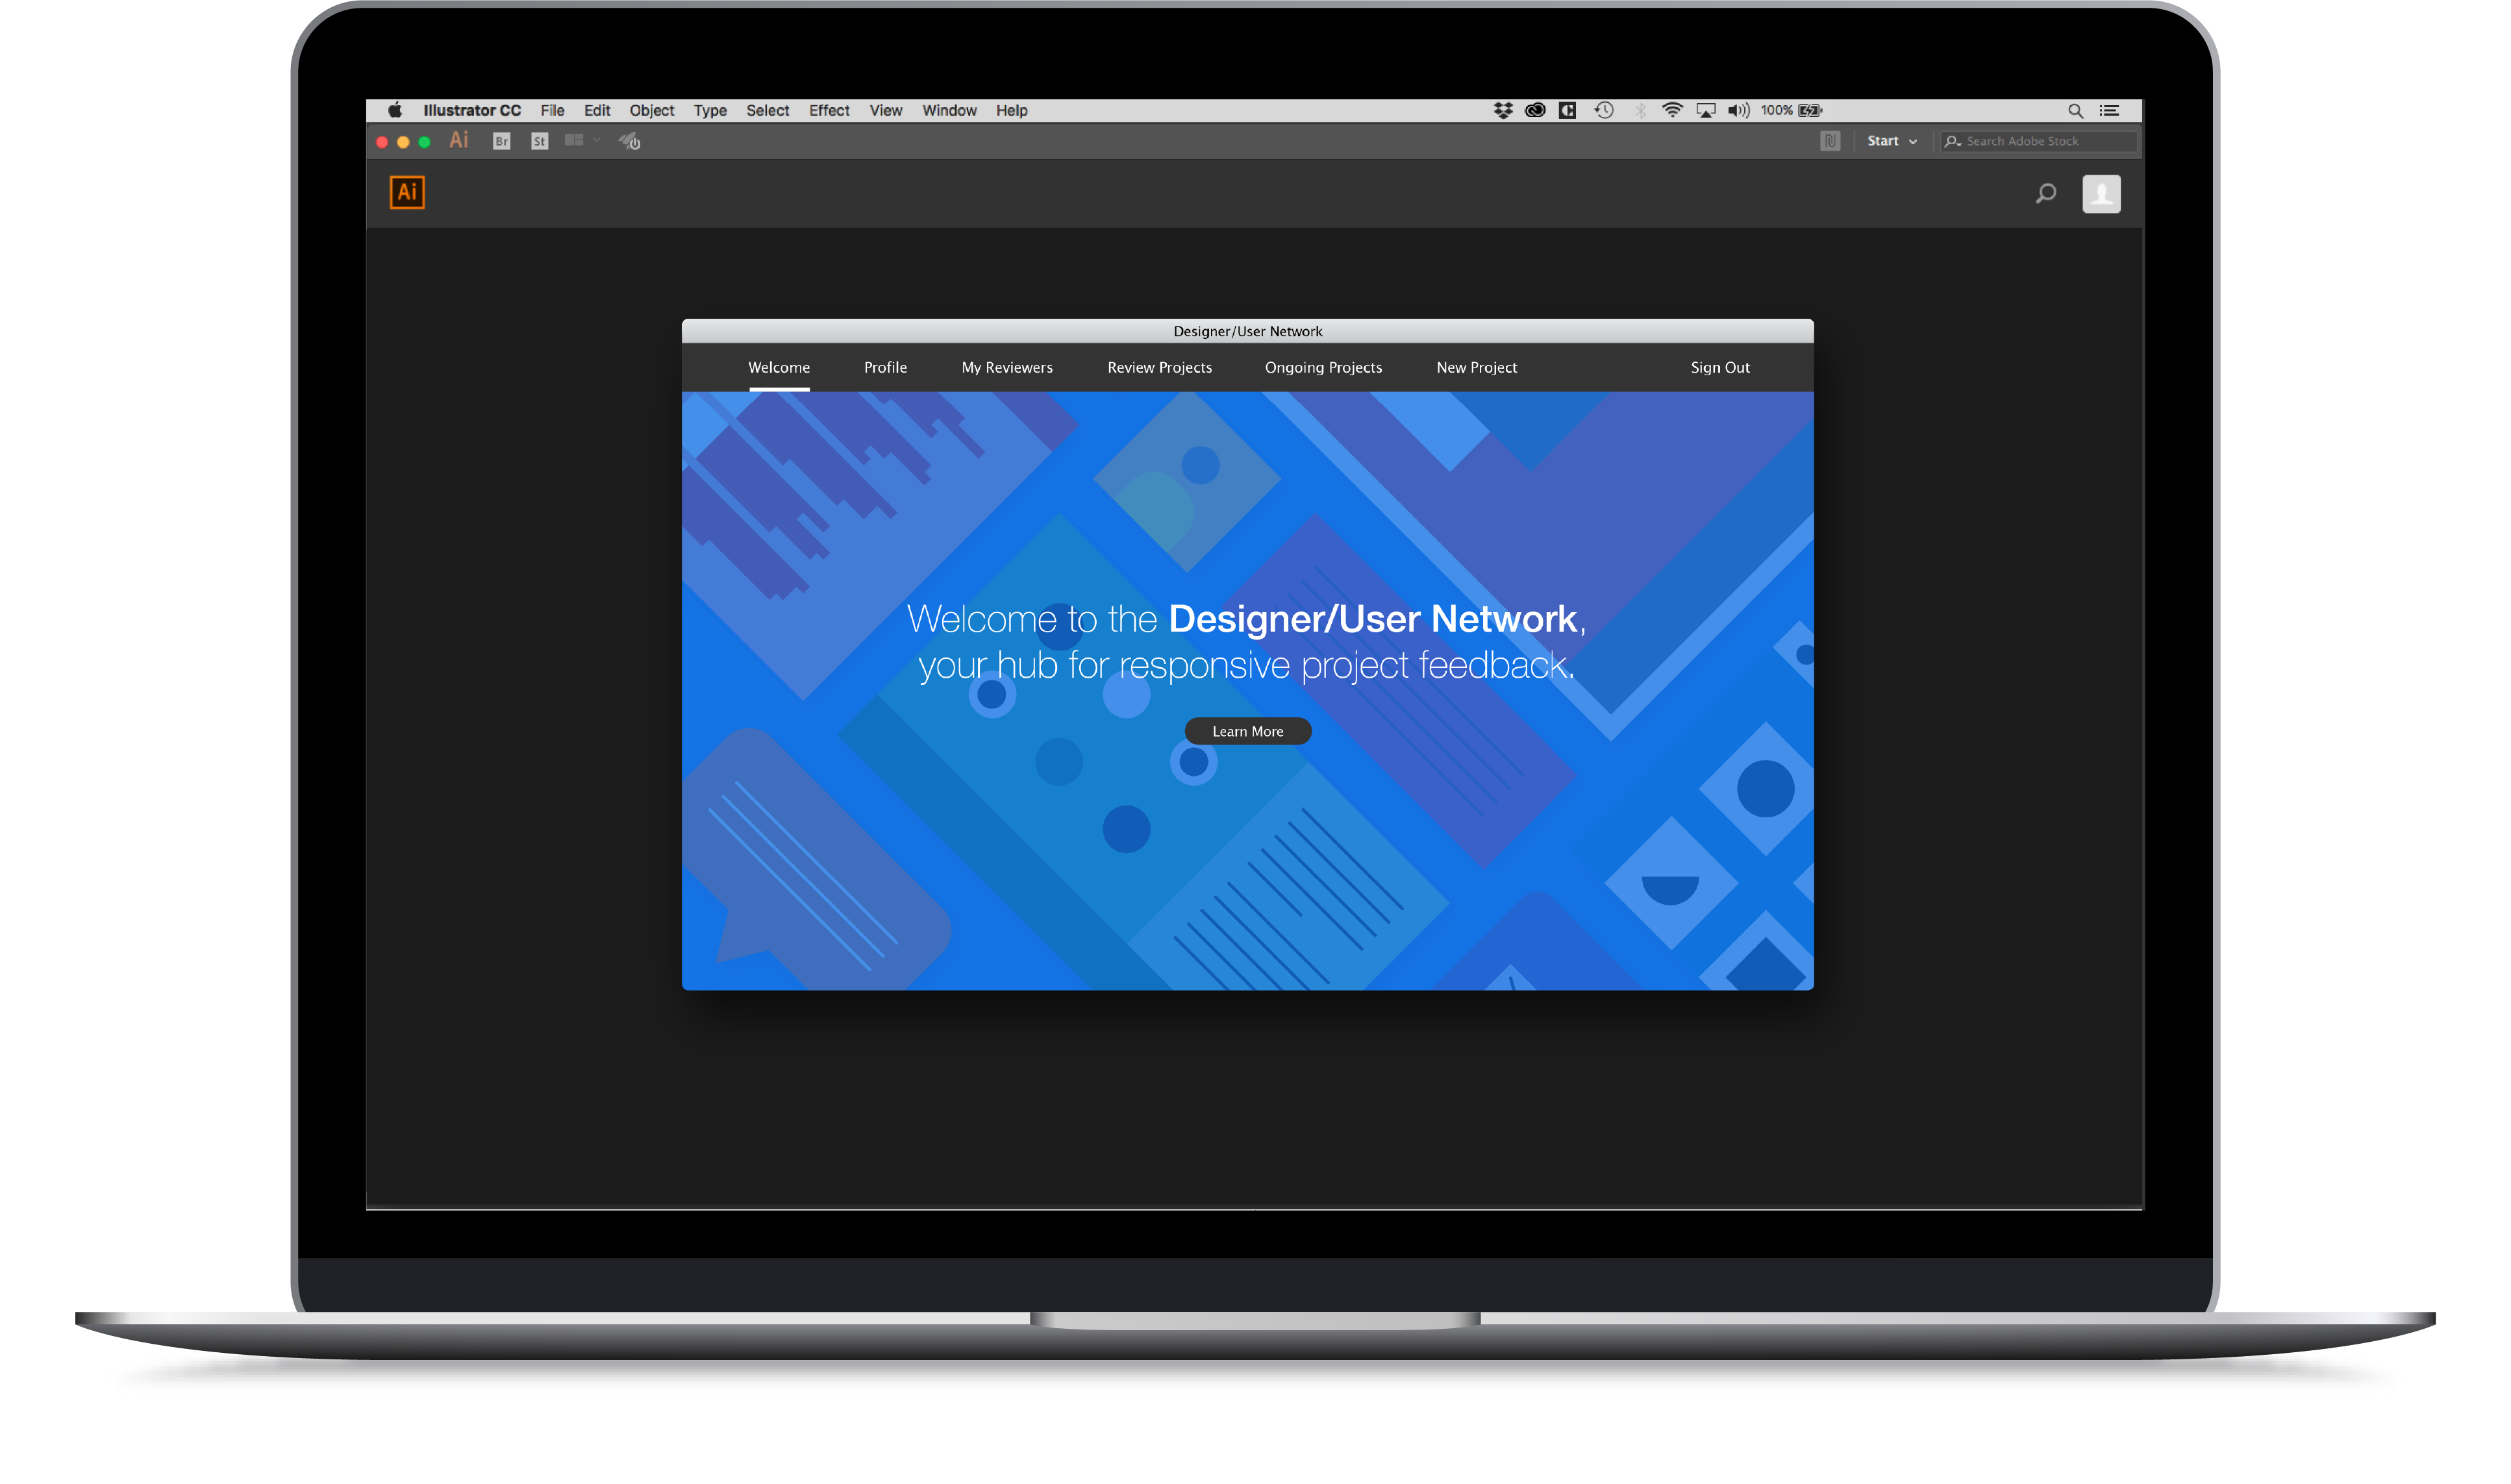 Illustrator CC File Edit Object Type Select Effect View Window Help 100%
Ai Br St Start Search Adobe Stock
Ai
Designer/User Network
Welcome Profile My Reviewers Review Projects Ongoing Projects New Project Sign Out
Welcome to the Designer/User Network,
your hub for responsive project feedback.
Learn More